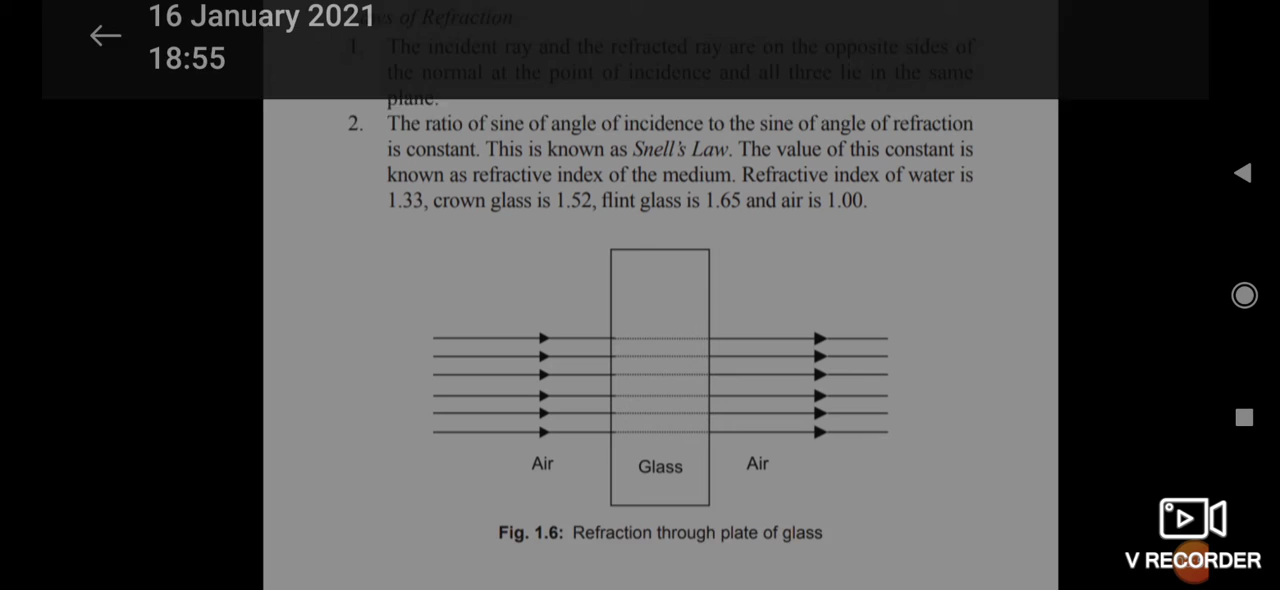 16 January 2021
18:55
ws of Refraction
1. The incident ray and the refracted ray are on the opposite sides of
the normal at the point of incidence and all three lie in the same
plane.
2. The ratio of sine of angle of incidence to the sine of angle of refraction
is constant. This is known as Snell's Law. The value of this constant is
known as refractive index of the medium. Refractive index of water is
1.33, crown glass is 1.52, flint glass is 1.65 and air is 1.00.
Air
Glass
Air
Fig. 1.6: Refraction through plate of glass
V RECORDER